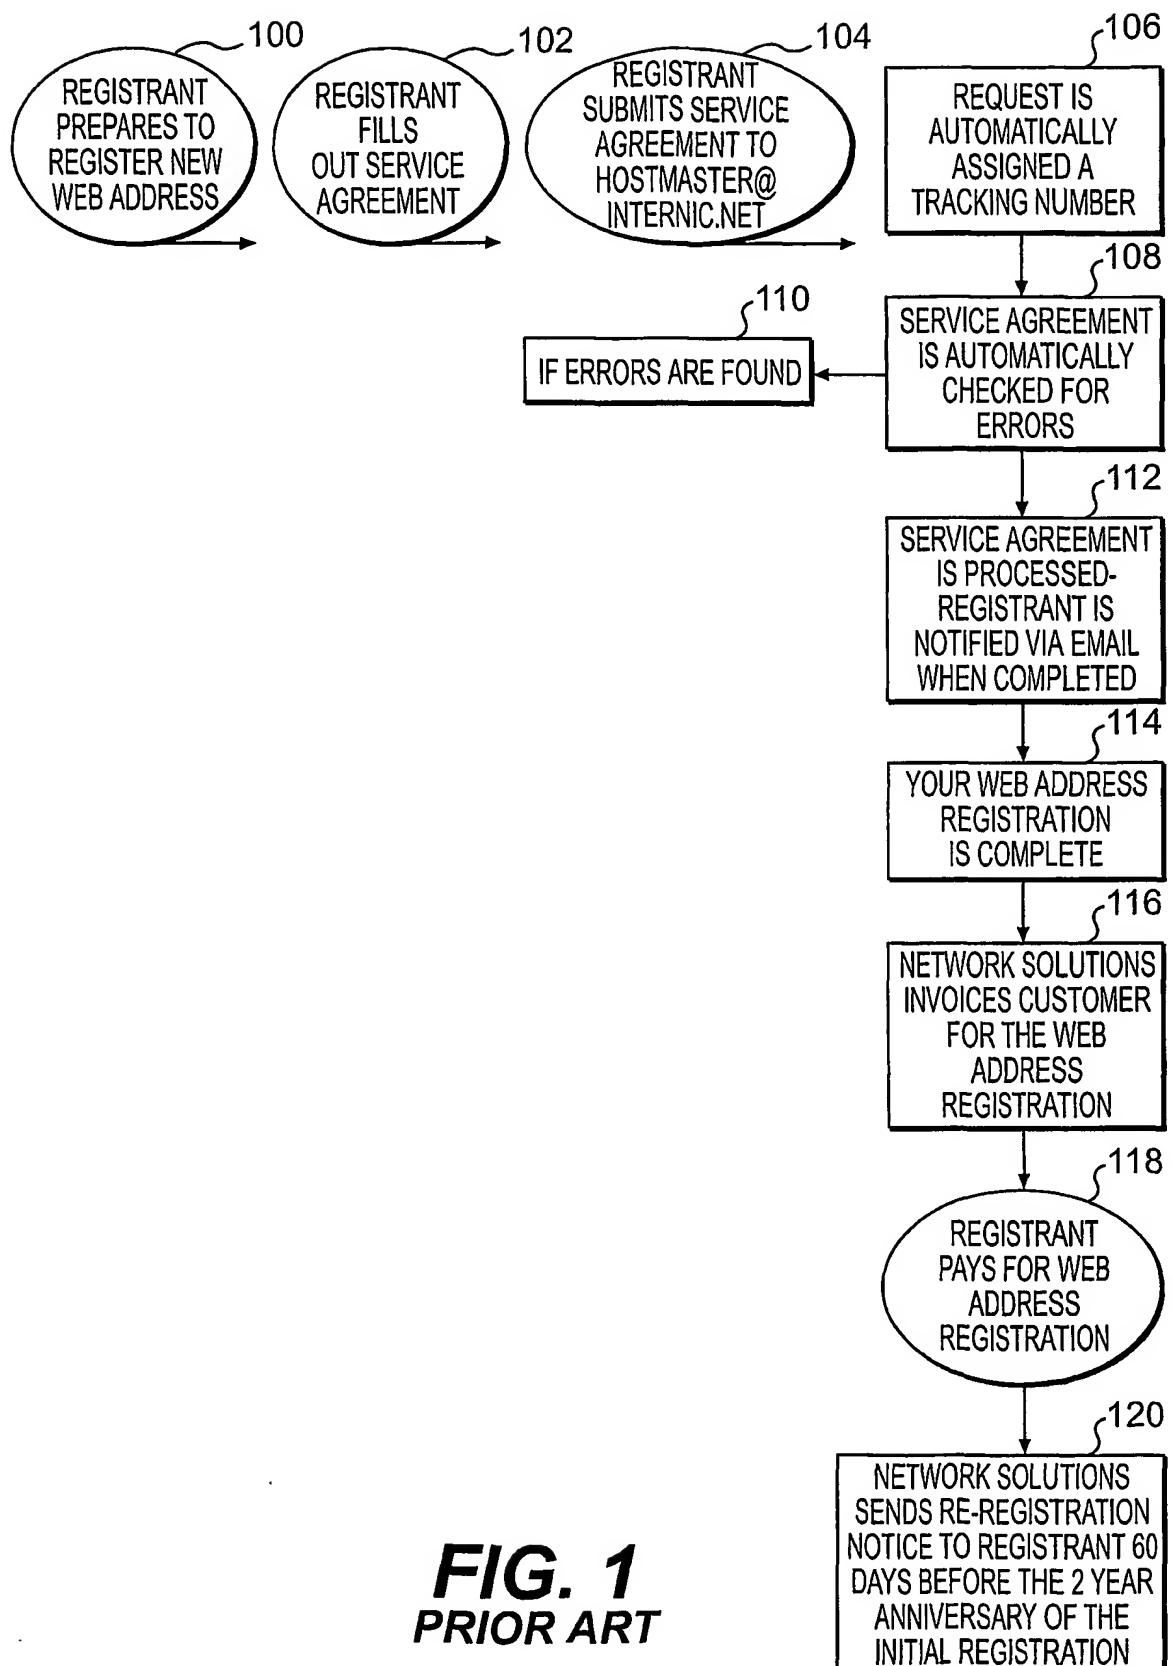 100
REGISTRANT
PREPARES TO
REGISTER NEW
WEB ADDRESS
102
REGISTRANT
FILLS
OUT SERVICE
AGREEMENT
104
REGISTRANT
SUBMITS SERVICE
AGREEMENT TO
HOSTMASTER@
INTERNIC.NET
106
REQUEST IS
AUTOMATICALLY
ASSIGNED A
TRACKING NUMBER
108
SERVICE AGREEMENT
IS AUTOMATICALLY
CHECKED FOR
ERRORS
110
IF ERRORS ARE FOUND
112
SERVICE AGREEMENT
IS PROCESSED-
REGISTRANT IS
NOTIFIED VIA EMAIL
WHEN COMPLETED
114
YOUR WEB ADDRESS
REGISTRATION
IS COMPLETE
116
NETWORK SOLUTIONS
INVOICES CUSTOMER
FOR THE WEB
ADDRESS
REGISTRATION
118
REGISTRANT
PAYS FOR WEB
ADDRESS
REGISTRATION
120
NETWORK SOLUTIONS
SENDS RE-REGISTRATION
NOTICE TO REGISTRANT 60
DAYS BEFORE THE 2 YEAR
ANNIVERSARY OF THE
INITIAL REGISTRATION
FIG. 1
PRIOR ART